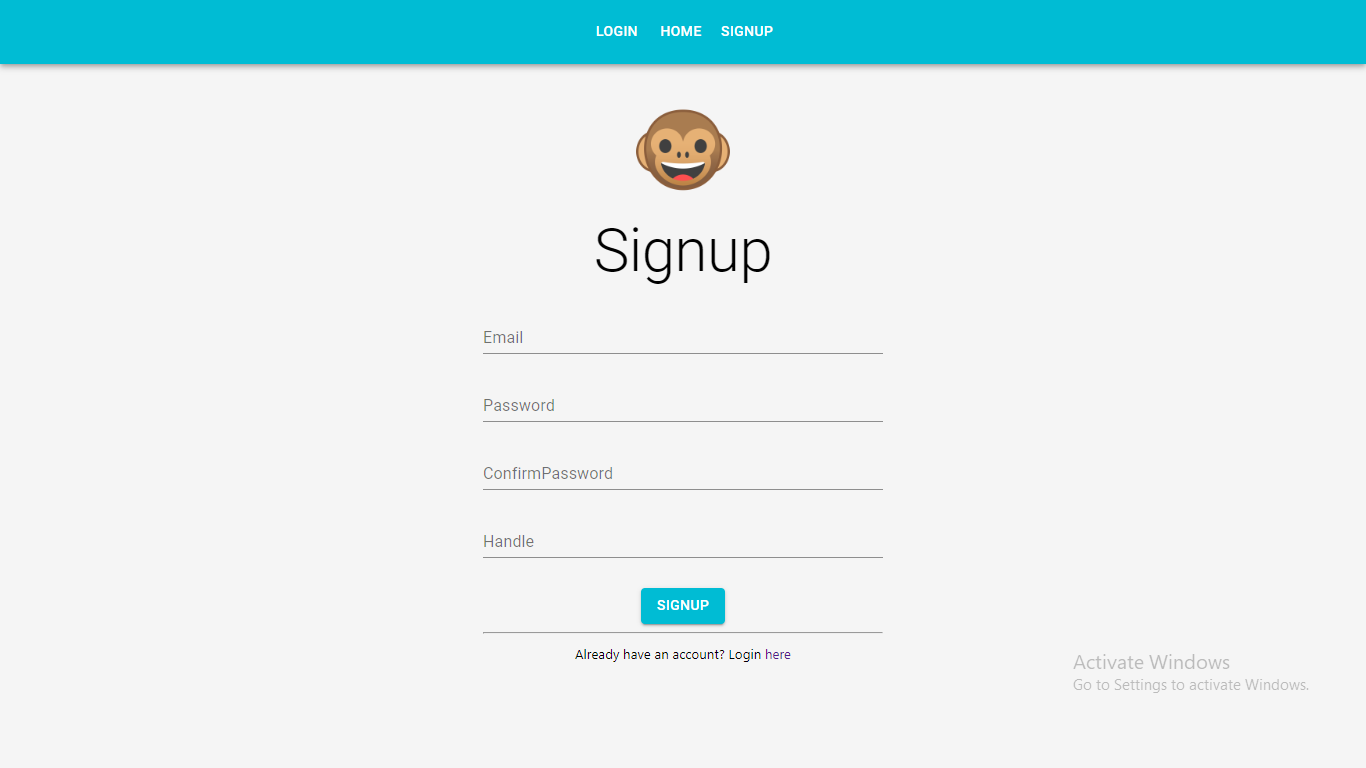 LOGIN HOME SIGNUP
Signup
Email
Password
ConfirmPassword
Handle
SIGNUP
Already have an account? Login here
Activate Windows
Go to Settings to activate Windows.